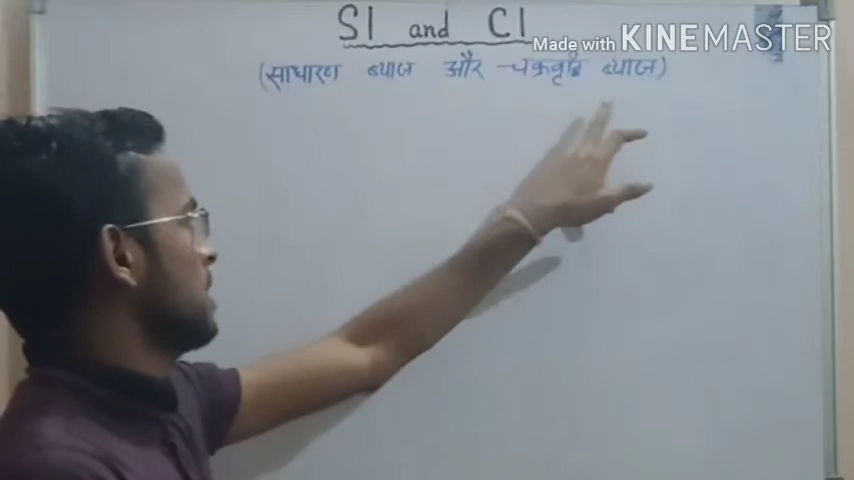 SI and CI
Made with KINEMASTER
(साधारण ब्याज और चक्रवृद्धि ब्याज)